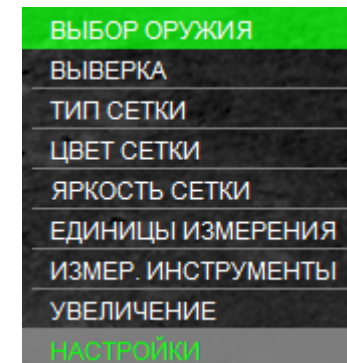 ВЫБОР ОРУЖИЯ
ВЫВЕРКА
ТИП СЕТКИ
ЦВЕТ СЕТКИ
ЯРКОСТЬ СЕТКИ
ЕДИНИЦЫ ИЗМЕРЕНИЯ
ИЗМЕР. ИНСТРУМЕНТЫ
УВЕЛИЧЕНИЕ
НАСТРОЙКИ